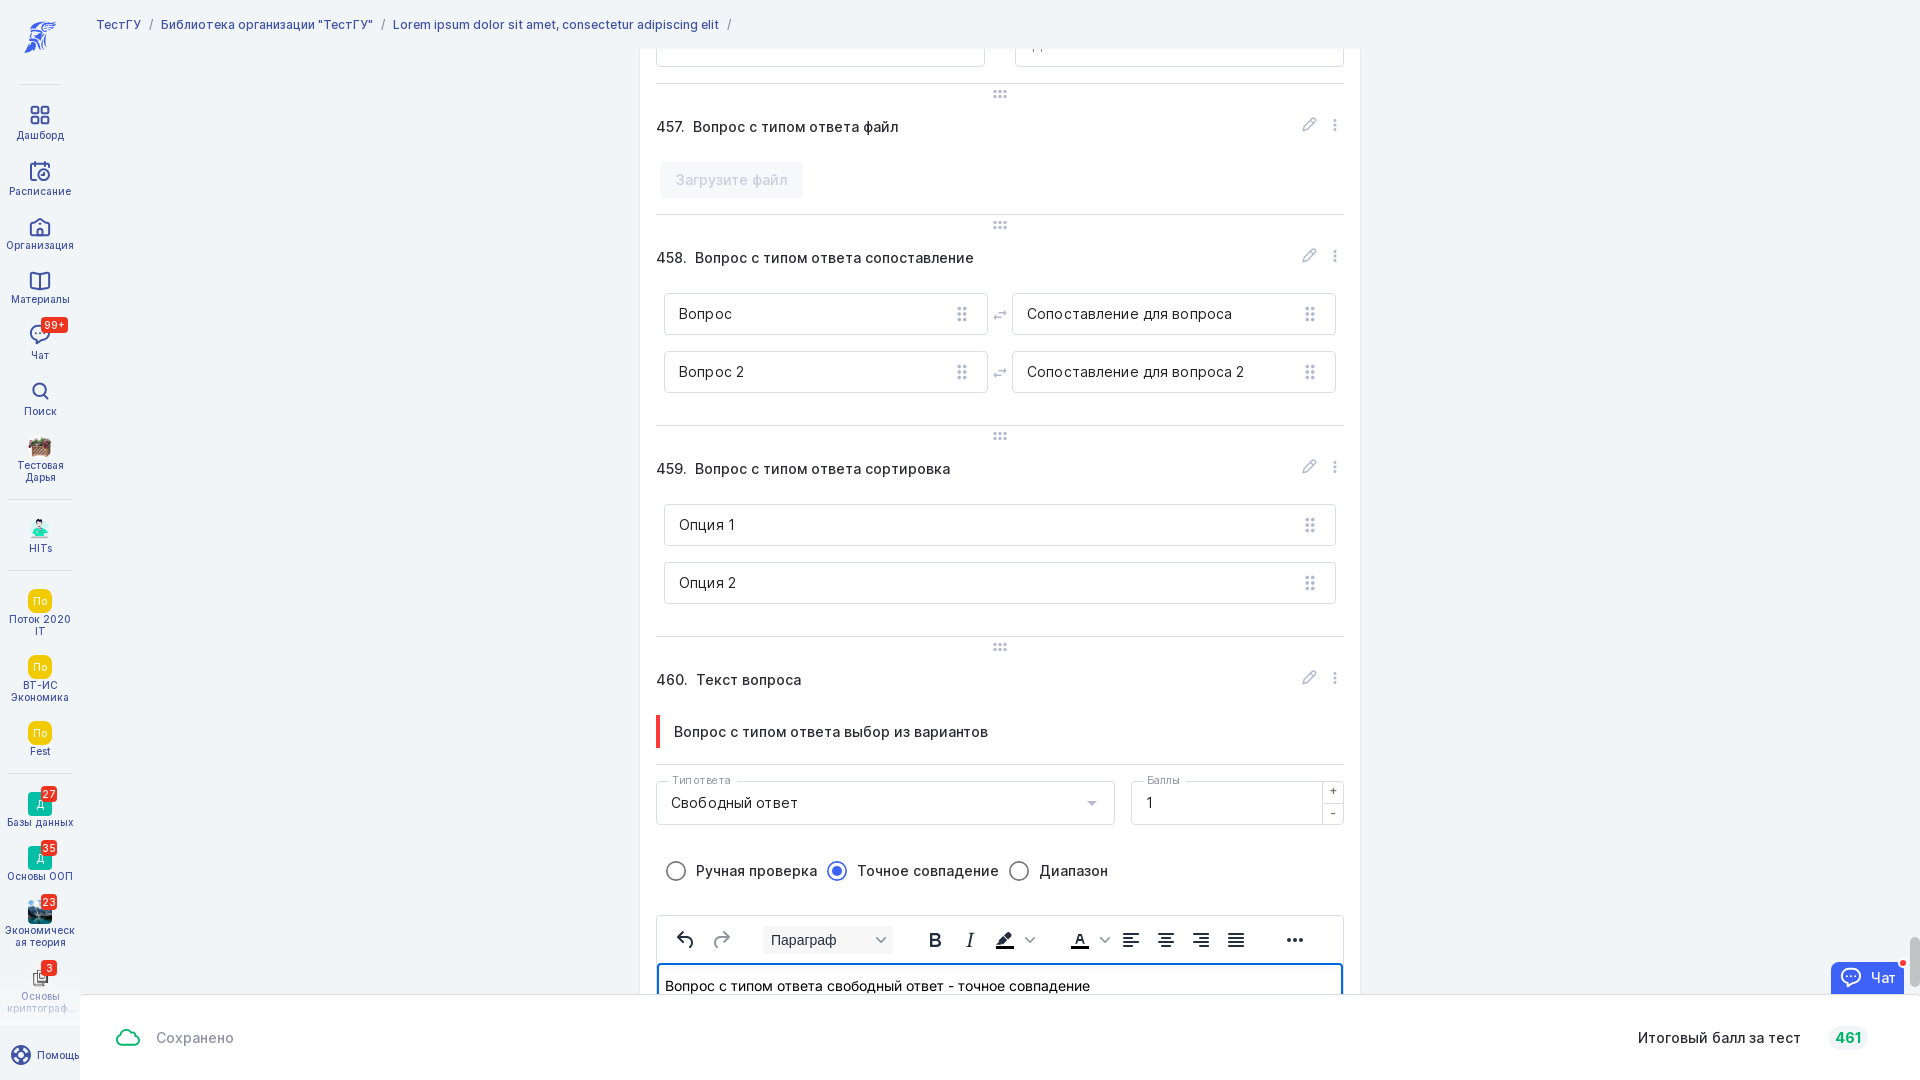 ТестГУ / Библиотека организации "ТестГУ" / Lorem ipsum dolor sit amet, consectetur adipiscing elit /
Дашборд
Расписание
Организация
Материалы
99+
Чат
Поиск
Тестовая
Дарья
HITs
По
Поток 2020
IT
По
ВТ-ИС
Экономика
По
Fest
27
Д
Базы данных
35
Д
Основы ООП
23
Экономическ
ая теория
3
Основы
криптограф...
Помощь
457. Вопрос с типом ответа файл
Загрузите файл
458. Вопрос с типом ответа сопоставление
Вопрос
Сопоставление для вопроса
Вопрос 2
Сопоставление для вопроса 2
459. Вопрос с типом ответа сортировка
Опция 1
Опция 2
460. Текст вопроса
Вопрос с типом ответа выбор из вариантов
Тип ответа
Свободный ответ
Баллы
1
+
-
Ручная проверка
Точное совпадение
Диапазон
Параграф
Вопрос с типом ответа свободный ответ - точное совпадение
Чат
Сохранено
Итоговый балл за тест 461